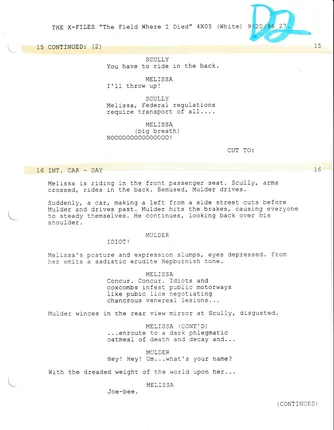 THE X-FILES "The Field Where I Died" 4X05 (White) 9/20/96 27.
D2
15 CONTINUED: (2) 15
SCULLY
You have to ride in the back.
MELISSA
I'll throw up!
SCULLY
Melissa, Federal regulations
require transport of all....
MELISSA
(big breath)
NOOOOOOOOOOOOOOO!
CUT TO:
16 INT. CAR - DAY 16
Melissa is riding in the front passenger seat. Scully, arms
crossed, rides in the back. Bemused, Mulder drives.
Suddenly, a car, making a left from a side street cuts before
Mulder and drives past. Mulder hits the brakes, causing everyone
to steady themselves. He continues, looking back over his
shoulder.
MULDER
IDIOT!
Melissa's posture and expression slumps, eyes depressed. From
her emits a sadistic erudite Hepburnish tone.
MELISSA
Concur. Concur. Idiots and
coxcombs infest public motorways
like pubic lice negotiating
chancrous venereal lesions...
Mulder winces in the rear view mirror at Scully, disgusted.
MELISSA (CONT'D)
...enroute to a dark phlegmatic
oatmeal of death and decay and...
MULDER
Hey! Hey! Um...what's your name?
With the dreaded weight of the world upon her...
MELISSA
Joe-bee.
(CONTINUED)